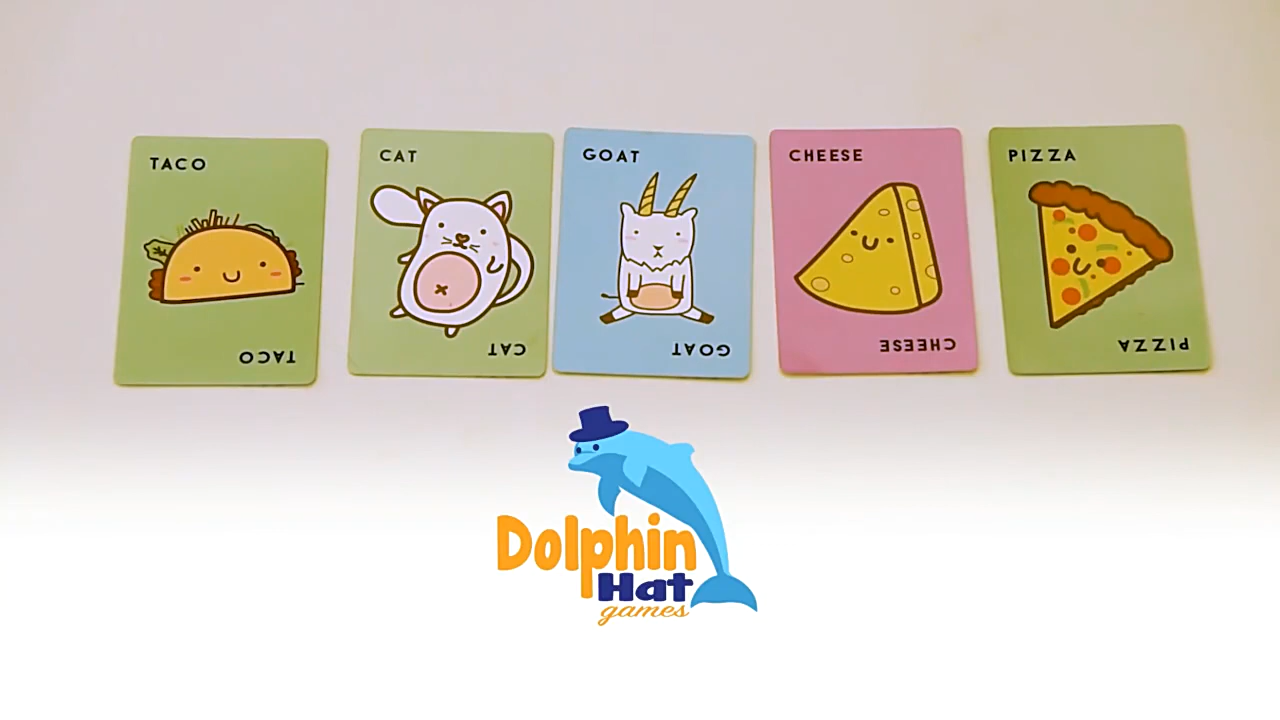 TACO
CAT
GOAT
CHEESE
PIZZA
TACO
CAT
GOAT
CHEESE
PIZZA
Dolphin
Hat
games